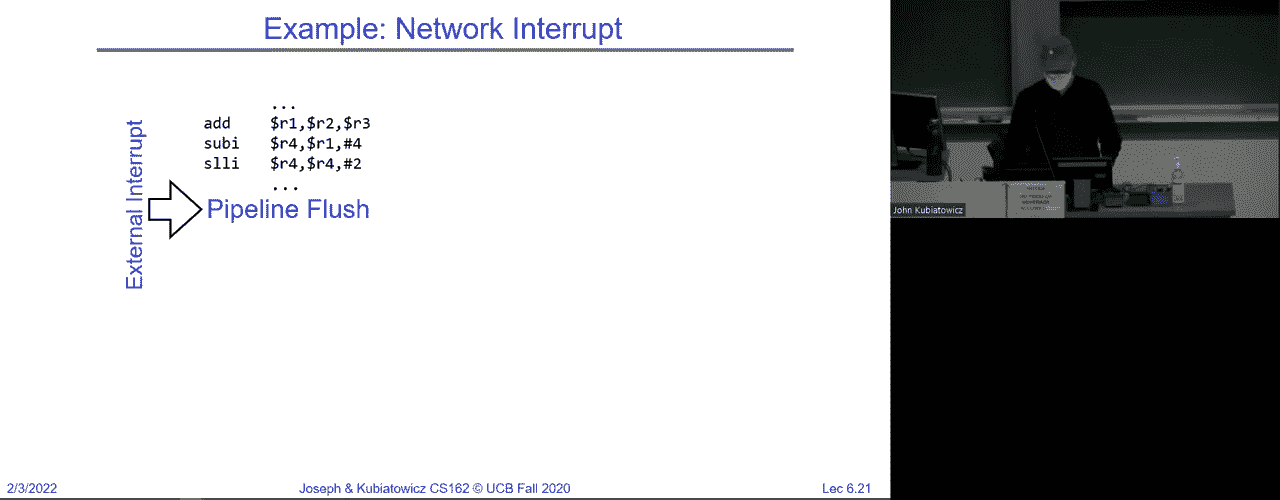 Example: Network Interrupt
External Interrupt
...
add $r1,$r2,$r3
subi $r4,$r1,#4
slli $r4,$r4,#2
...
Pipeline Flush
2/3/2022
Joseph & Kubiatowicz CS162 © UCB Fall 2020
Lec 6.21
John Kubiatowicz